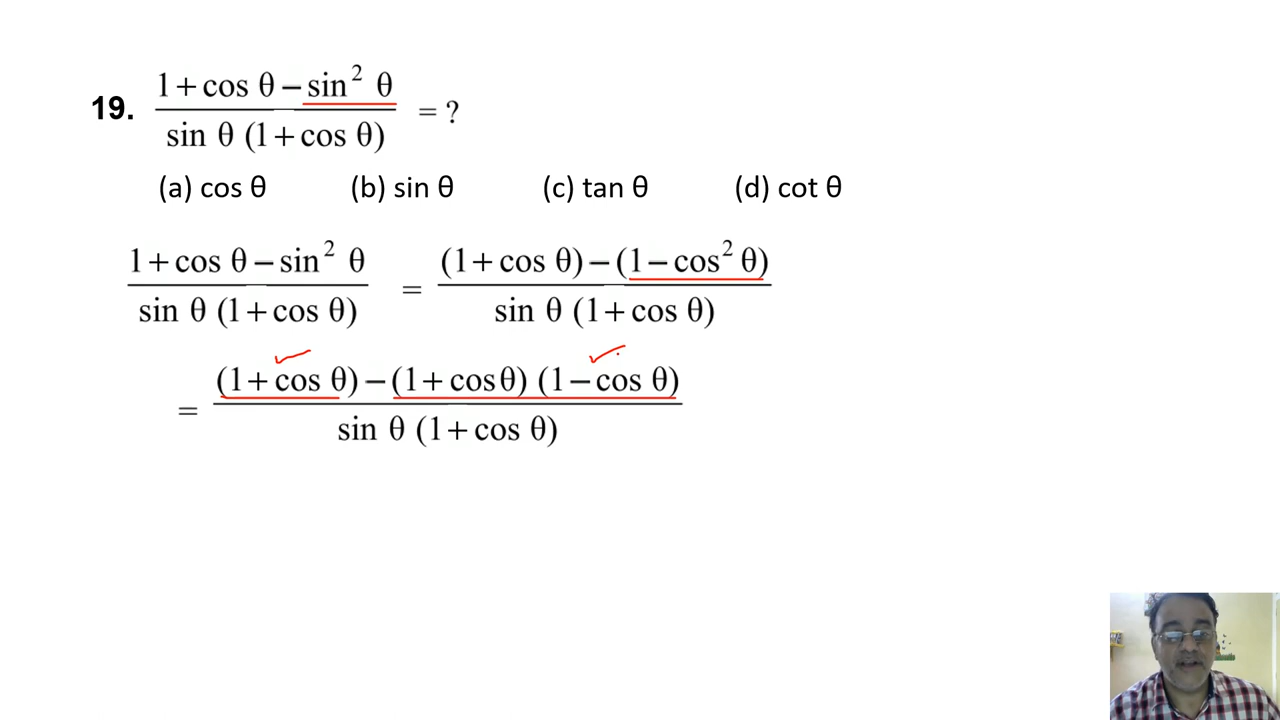 19. (1 + cos θ – sin² θ) / (sin θ (1 + cos θ)) = ?
(a) cos θ (b) sin θ (c) tan θ (d) cot θ
(1 + cos θ – sin² θ) / (sin θ (1 + cos θ)) = ((1 + cos θ) – (1 – cos² θ)) / (sin θ (1 + cos θ))
= ((1 + cos θ) – (1 + cos θ) (1 – cos θ)) / (sin θ (1 + cos θ))